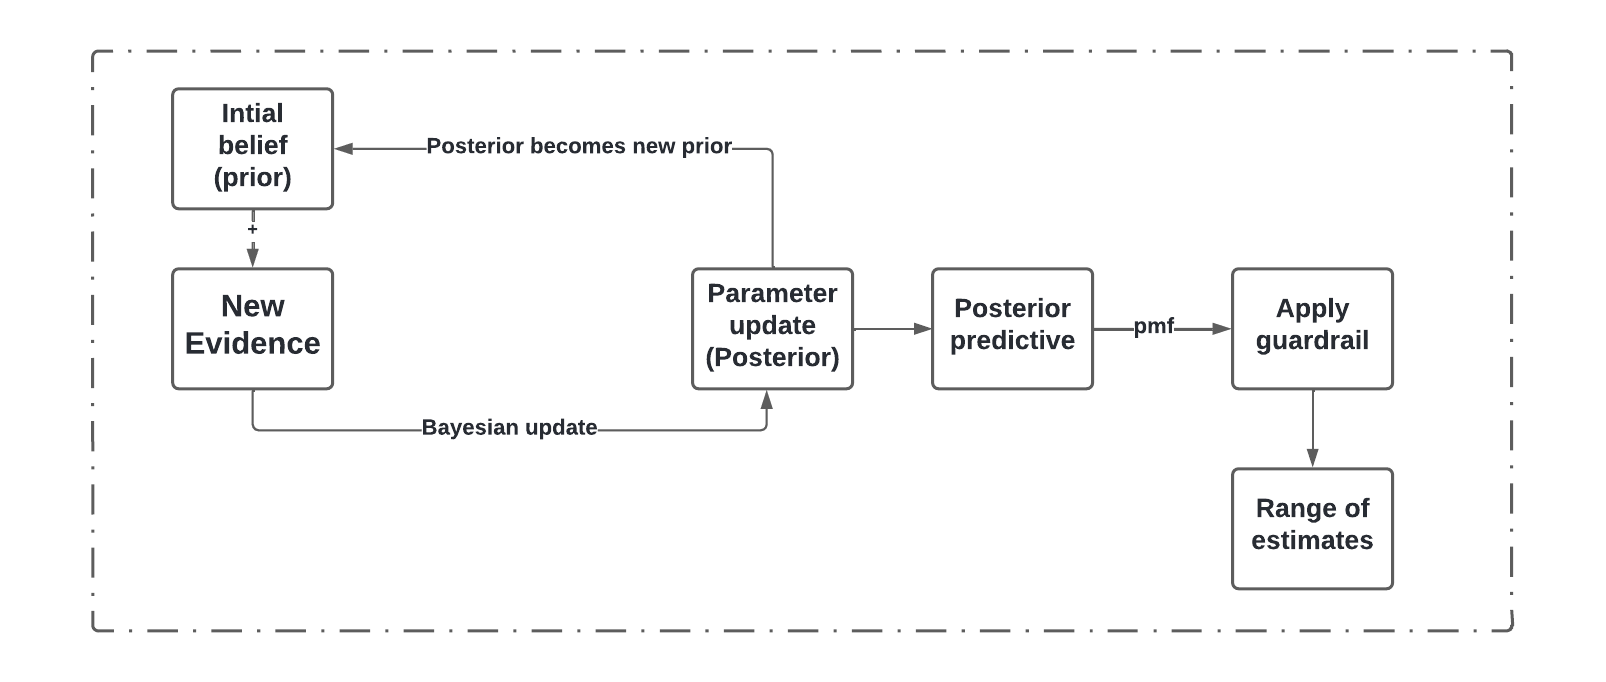 Intial
belief
(prior)
Posterior becomes new prior
+
New
Evidence
Parameter
update
(Posterior)
Posterior
predictive
pmf
Apply
guardrail
Bayesian update
Range of
estimates